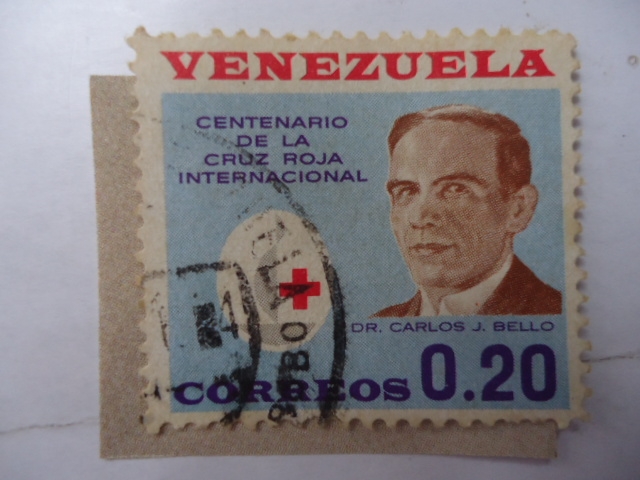 VENEZUELA
CENTENARIO
DE LA
CRUZ ROJA
INTERNACIONAL
DR. CARLOS J. BELLO
CORREOS 0.20